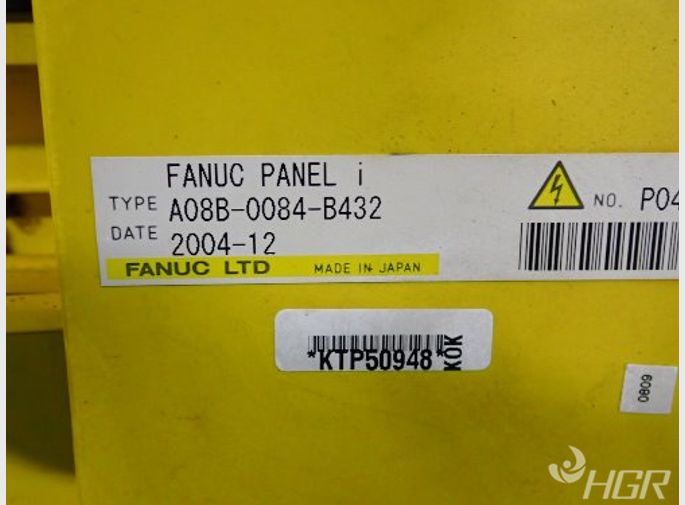 FANUC PANEL i
TYPE A08B-0084-B432
NO. P04
DATE 2004-12
FANUC LTD MADE IN JAPAN
*KTP50948*
KOK
0809
HGR